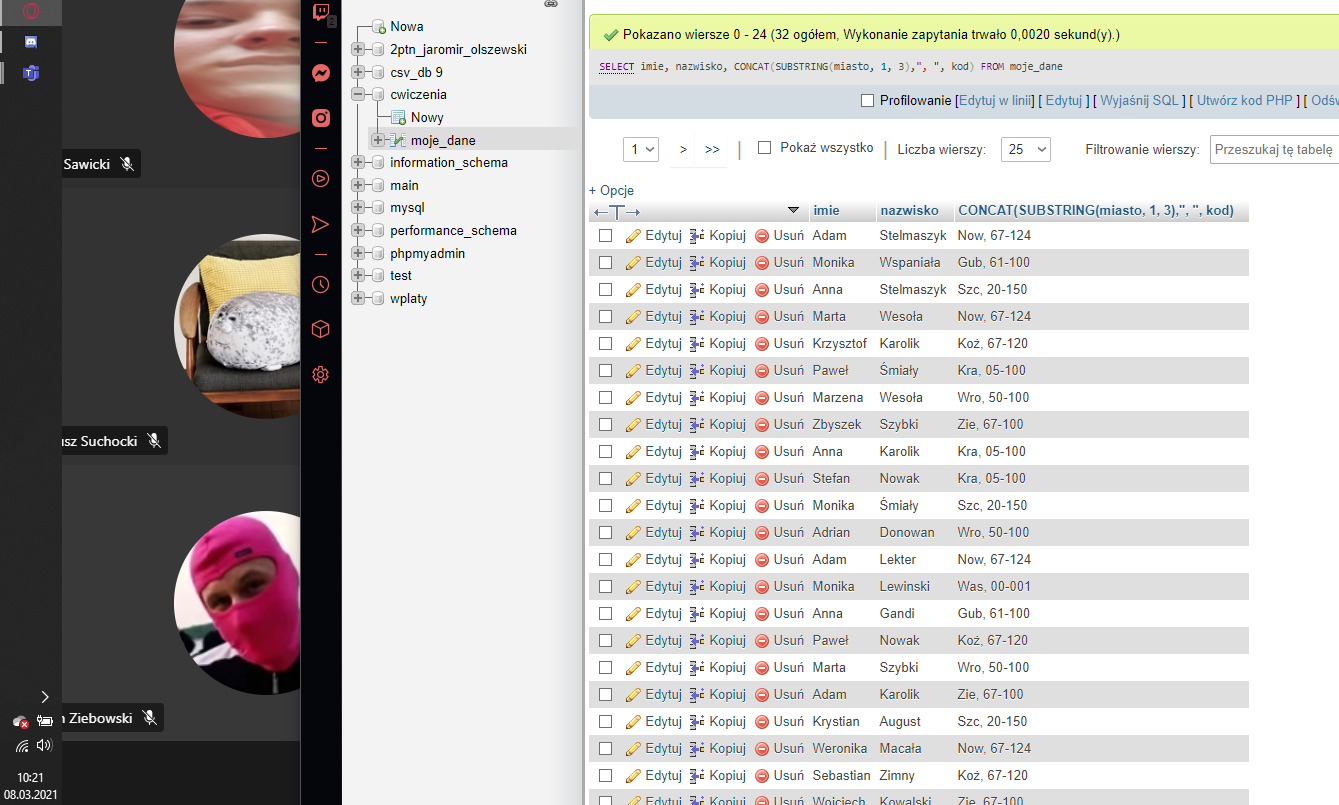 Sawicki
usz Suchocki
Ziebowski
10:21
08.03.2021
2
Nowa
2ptn_jaromir_olszewski
csv_db 9
cwiczenia
Nowy
moje_dane
information_schema
main
mysql
performance_schema
phpmyadmin
test
wplaty
Pokazano wiersze 0 - 24 (32 ogółem, Wykonanie zapytania trwało 0,0020 sekund(y).)
SELECT imie, nazwisko, CONCAT(SUBSTRING(miasto, 1, 3),", ", kod) FROM moje_dane
Profilowanie [Edytuj w linii] [ Edytuj ] [ Wyjaśnij SQL ] [ Utwórz kod PHP ] [ Odśw
1 > >> | Pokaż wszystko | Liczba wierszy: 25 Filtrowanie wierszy: Przeszukaj tę tabelę
+ Opcje
←T→ imie nazwisko CONCAT(SUBSTRING(miasto, 1, 3),", ", kod)
Edytuj Kopiuj Usuń Adam Stelmaszyk Now, 67-124
Edytuj Kopiuj Usuń Monika Wspaniała Gub, 61-100
Edytuj Kopiuj Usuń Anna Stelmaszyk Szc, 20-150
Edytuj Kopiuj Usuń Marta Wesoła Now, 67-124
Edytuj Kopiuj Usuń Krzysztof Karolik Koż, 67-120
Edytuj Kopiuj Usuń Paweł Śmiały Kra, 05-100
Edytuj Kopiuj Usuń Marzena Wesoła Wro, 50-100
Edytuj Kopiuj Usuń Zbyszek Szybki Zie, 67-100
Edytuj Kopiuj Usuń Anna Karolik Kra, 05-100
Edytuj Kopiuj Usuń Stefan Nowak Kra, 05-100
Edytuj Kopiuj Usuń Monika Śmiały Szc, 20-150
Edytuj Kopiuj Usuń Adrian Donowan Wro, 50-100
Edytuj Kopiuj Usuń Adam Lekter Now, 67-124
Edytuj Kopiuj Usuń Monika Lewinski Was, 00-001
Edytuj Kopiuj Usuń Anna Gandi Gub, 61-100
Edytuj Kopiuj Usuń Paweł Nowak Koż, 67-120
Edytuj Kopiuj Usuń Marta Szybki Wro, 50-100
Edytuj Kopiuj Usuń Adam Karolik Zie, 67-100
Edytuj Kopiuj Usuń Krystian August Szc, 20-150
Edytuj Kopiuj Usuń Weronika Macała Now, 67-124
Edytuj Kopiuj Usuń Sebastian Zimny Koż, 67-120
Edytuj Kopiuj Usuń Wojciech Kowalski Zie, 67-100